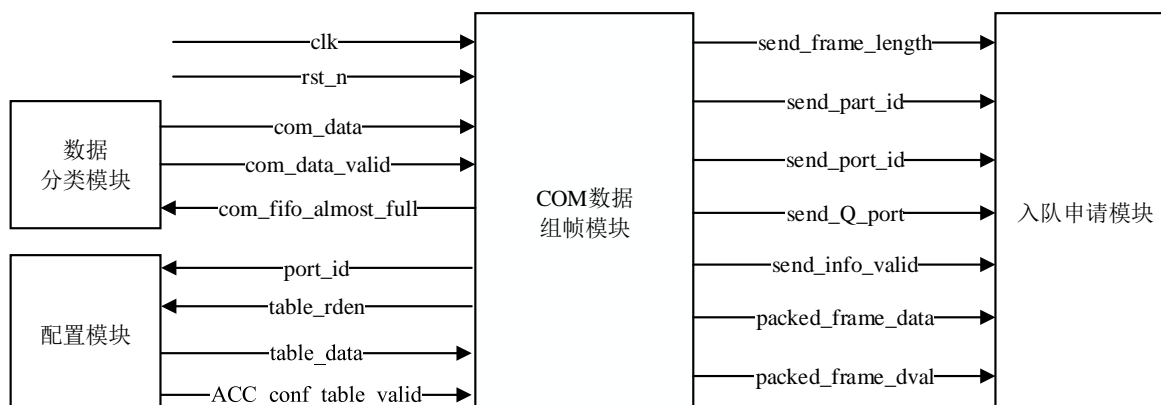 clk
rst_n
数据
分类模块
com_data
com_data_valid
com_fifo_almost_full
配置模块
port_id
table_rden
table_data
ACC_conf_table_valid
COM数据
组帧模块
send_frame_length
send_part_id
send_port_id
send_Q_port
send_info_valid
packed_frame_data
packed_frame_dval
入队申请模块